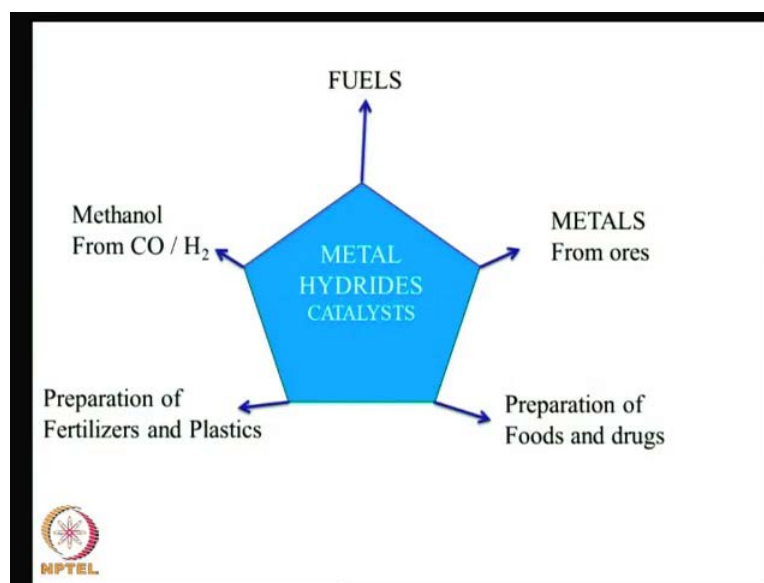 FUELS
Methanol
From CO / H₂
METALS
From ores
METAL
HYDRIDES
CATALYSTS
Preparation of
Fertilizers and Plastics
Preparation of
Foods and drugs
NPTEL